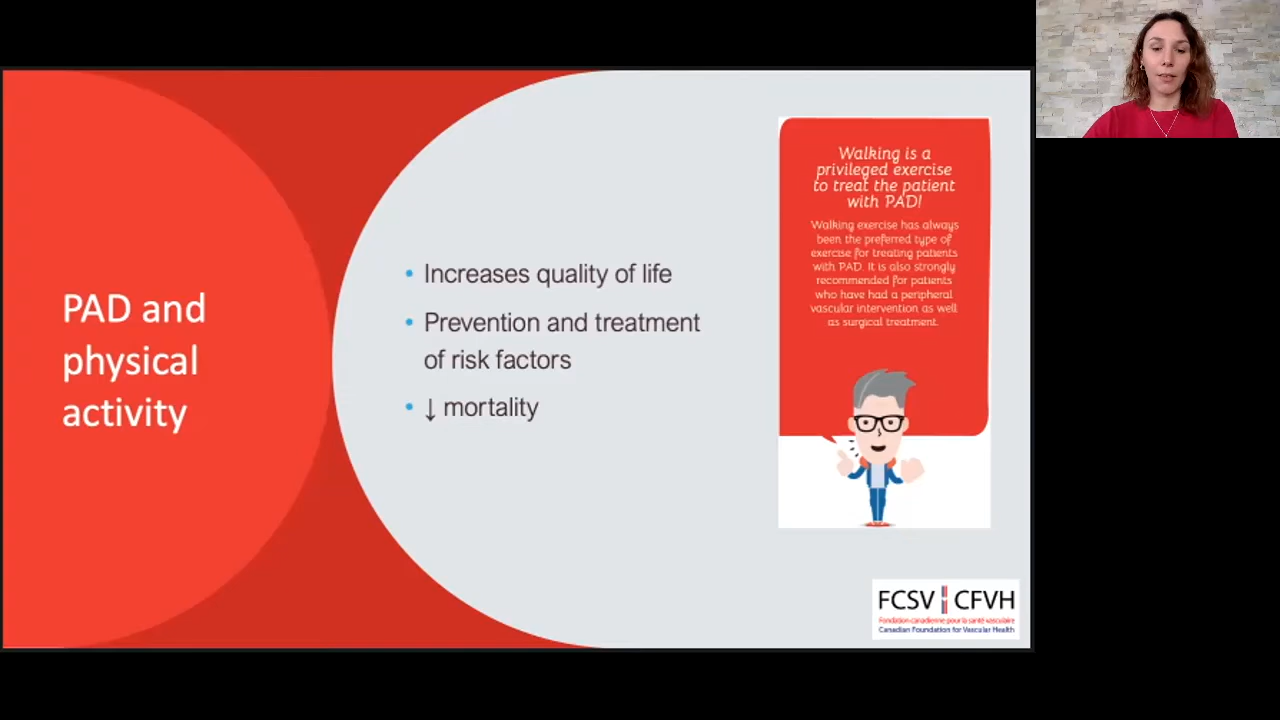 PAD and
physical
activity
• Increases quality of life
• Prevention and treatment
of risk factors
• ↓ mortality
Walking is a
privileged exercise
to treat the patient
with PAD!
Walking exercise has always
been the preferred type of
exercise for treating patients
with PAD. It is also strongly
recommended for patients
who have had a peripheral
vascular intervention as well
as surgical treatment.
FCSV CFVH
Fondation canadienne pour la santé vasculaire
Canadian Foundation for Vascular Health